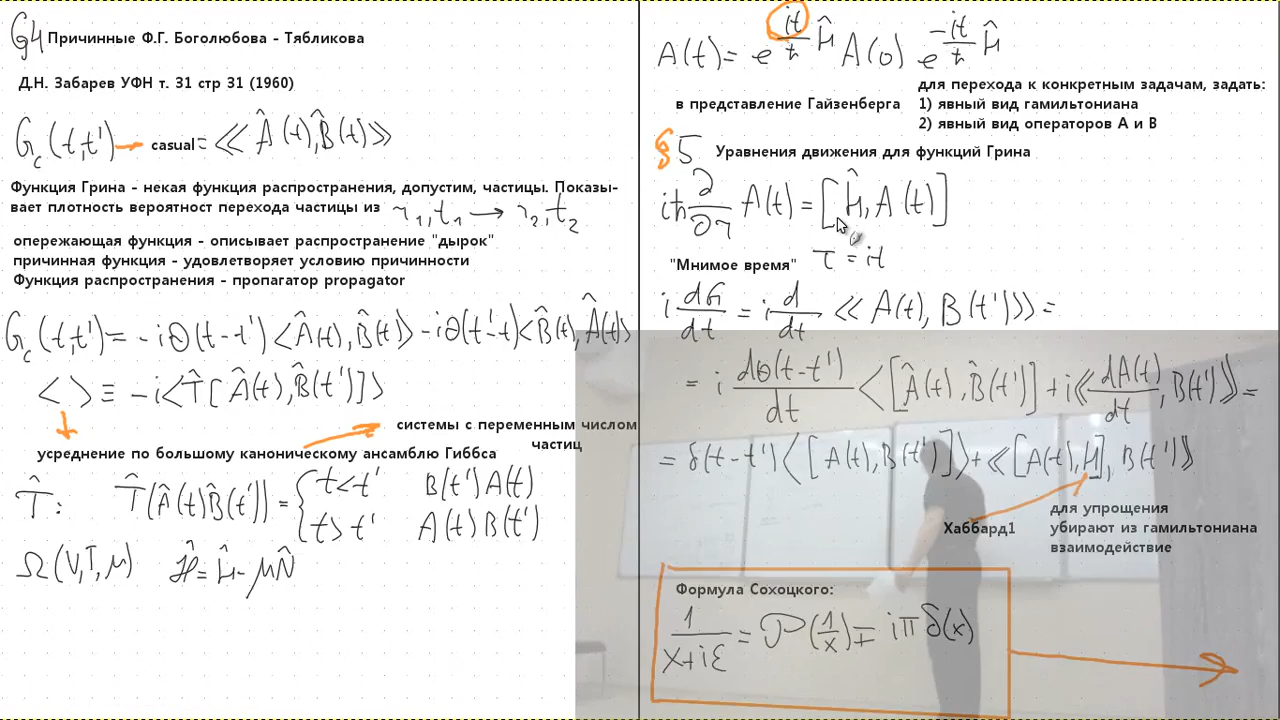 §4 Причинные Ф.Г. Боголюбова - Тябликова
Д.Н. Забарев УФН т. 31 стр 31 (1960)
G_c(t,t') → casual = ≪Â(t),B̂(t)≫
Функция Грина - некая функция распространения, допустим, частицы. Показы-
вает плотность вероятност перехода частицы из r₁,t₁ → r₂,t₂
опережающая функция - описывает распространение "дырок"
причинная функция - удовлетворяет условию причинности
Функция распространения - пропагатор propagator
G_c(t,t') = -iΘ(t-t')<Â(t),B̂(t)> -iΘ(t'-t)<B̂(t),Â(t)>
< > ≡ -i<T̂[Â(t),B̂(t')]>
системы с переменным числом
частиц
усреднение по большому каноническому ансамблю Гиббса
T̂: T̂(Â(t)B̂(t')) = { t<t' B(t')A(t)
t>t' A(t)B(t')
Ω(V,T,μ) ℋ̂ = Ĥ-μN̂
A(t) = e^{it/ħ Ĥ} A(0) e^{-it/ħ Ĥ}
в представление Гайзенберга
для перехода к конкретным задачам, задать:
1) явный вид гамильтониана
2) явный вид операторов А и В
§5 Уравнения движения для функций Грина
iħ ∂/∂τ A(t) = [Ĥ,A(t)]
"Мнимое время" τ = it
i dG/dt = i d/dt ≪A(t),B(t')≫ =
= i dΘ(t-t')/dt <[Â(t),B̂(t')] + i≪dA(t)/dt, B(t')≫ =
= δ(t-t')<[A(t),B(t')]> + ≪[A(t),H], B(t')≫
Хаббард1
для упрощения
убирают из гамильтониана
взаимодействие
Формула Сохоцкого:
1/(x+iε) = 𝒫(1/x) ∓ iπδ(x)